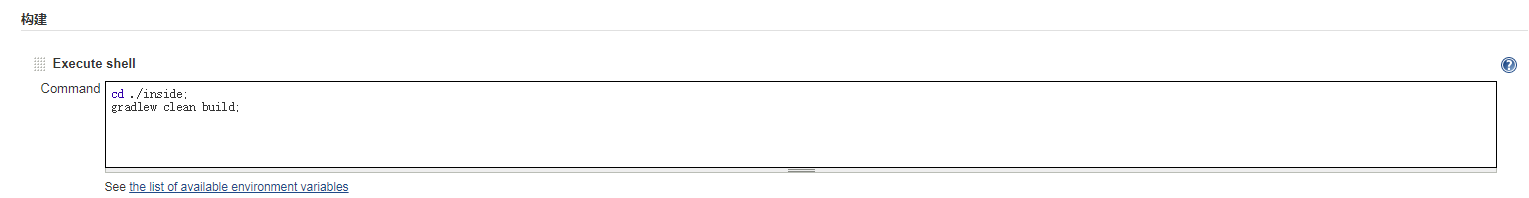 构建
Execute shell
Command
cd ./inside;
gradlew clean build;
See the list of available environment variables